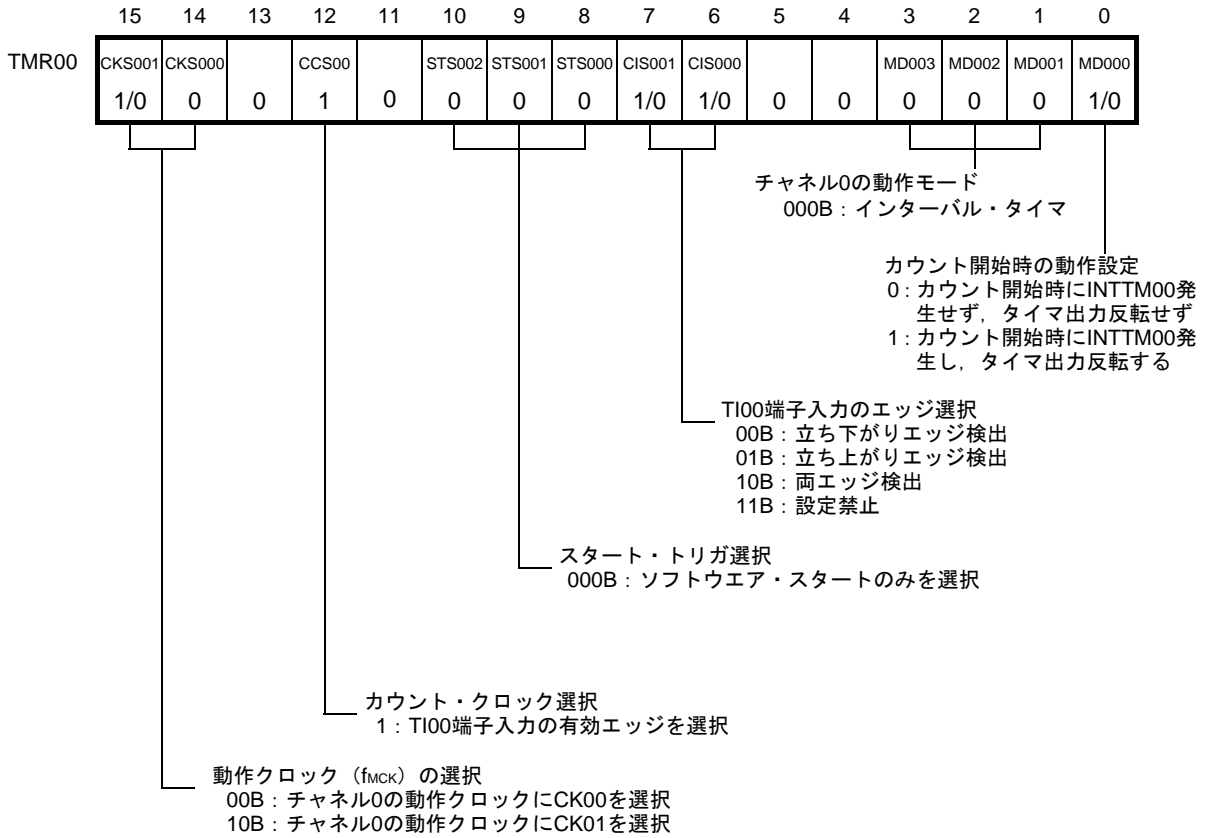 15 14 13 12 11 10 9 8 7 6 5 4 3 2 1 0
TMR00 CKS001 CKS000 CCS00 STS002 STS001 STS000 CIS001 CIS000 MD003 MD002 MD001 MD000
1/0 0 0 1 0 0 0 0 1/0 1/0 0 0 0 0 0 1/0
チャネル0の動作モード
000B：インターバル・タイマ
カウント開始時の動作設定
0：カウント開始時にINTTM00発
生せず，タイマ出力反転せず
1：カウント開始時にINTTM00発
生し，タイマ出力反転する
TI00端子入力のエッジ選択
00B：立ち下がりエッジ検出
01B：立ち上がりエッジ検出
10B：両エッジ検出
11B：設定禁止
スタート・トリガ選択
000B：ソフトウエア・スタートのみを選択
カウント・クロック選択
1：TI00端子入力の有効エッジを選択
動作クロック（fMCK）の選択
00B：チャネル0の動作クロックにCK00を選択
10B：チャネル0の動作クロックにCK01を選択